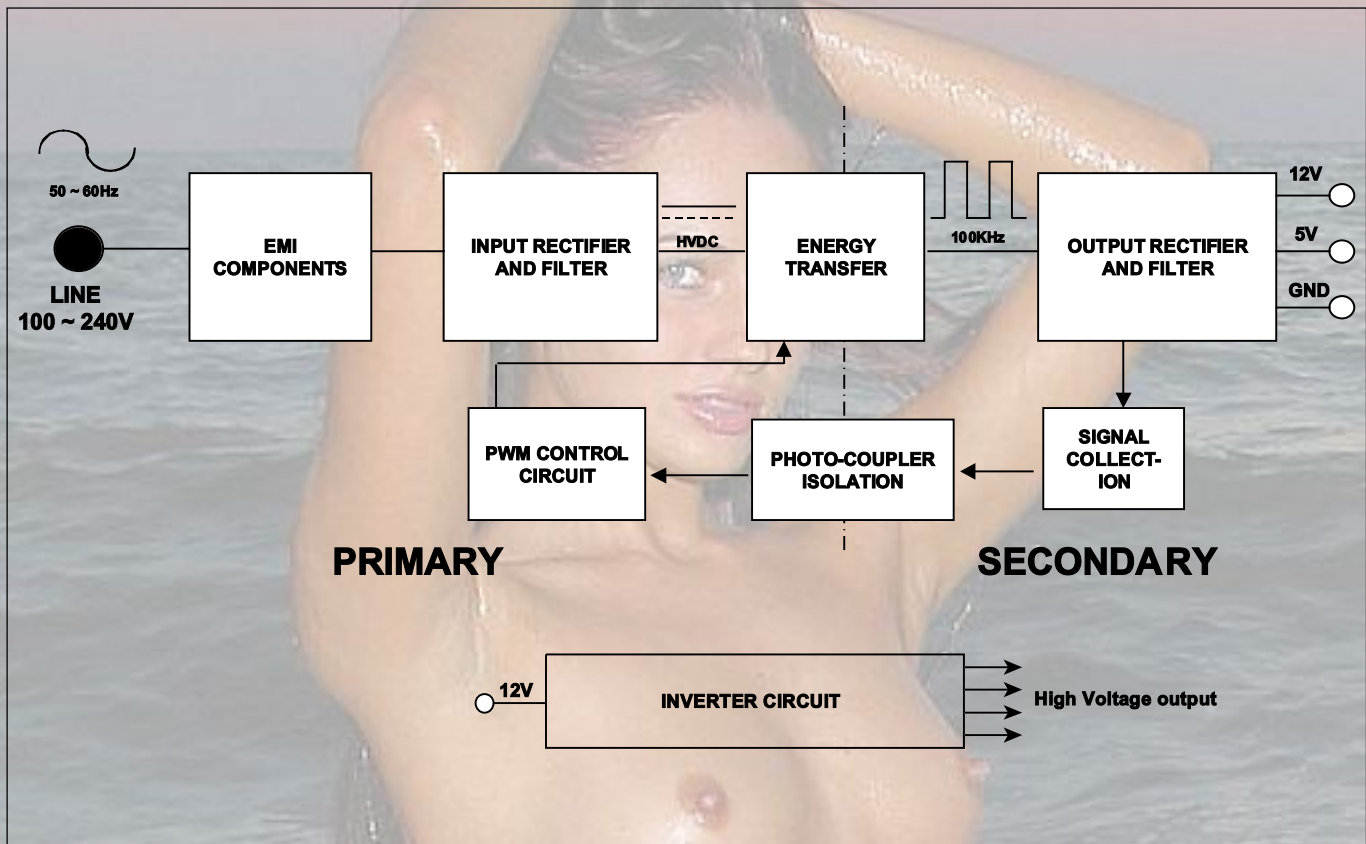 50 ~ 60Hz
LINE
100 ~ 240V
EMI
COMPONENTS
INPUT RECTIFIER
AND FILTER
HVDC
ENERGY
TRANSFER
100KHz
OUTPUT RECTIFIER
AND FILTER
12V
5V
GND
PWM CONTROL
CIRCUIT
PHOTO-COUPLER
ISOLATION
SIGNAL
COLLECT-
ION
PRIMARY
SECONDARY
12V
INVERTER CIRCUIT
High Voltage output